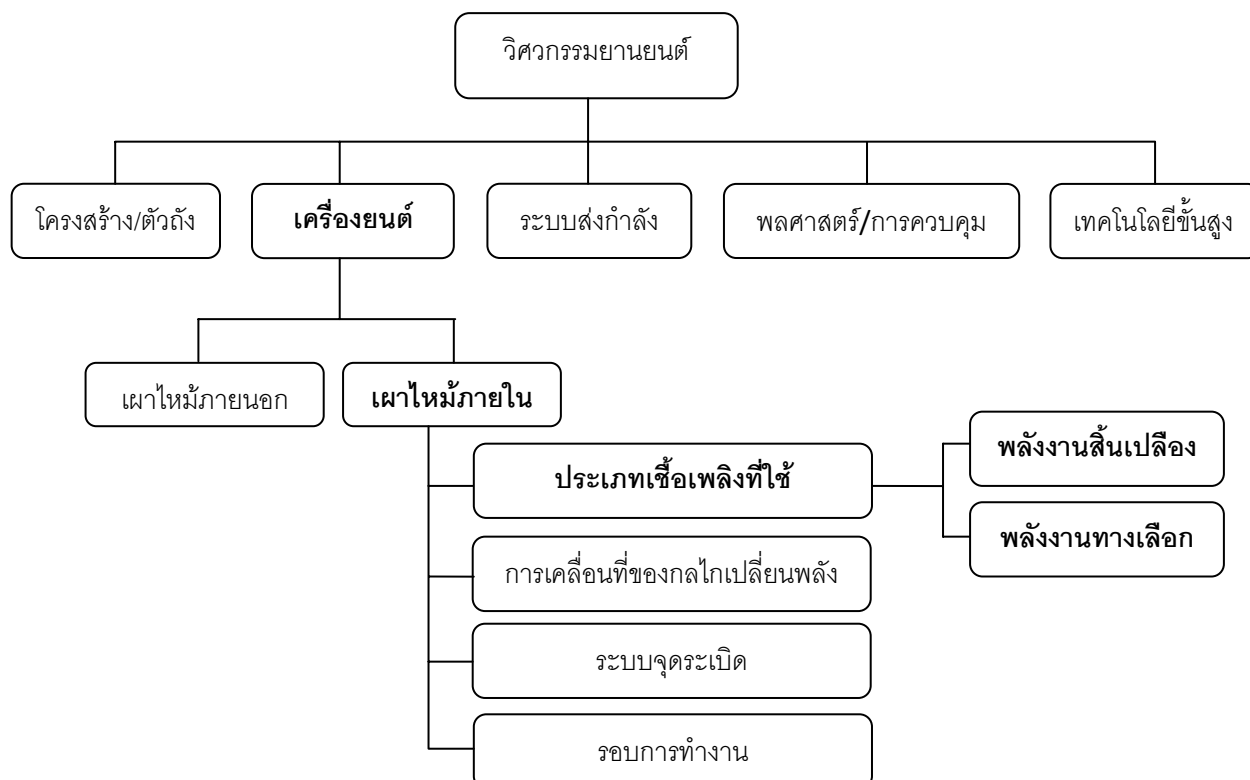 วิศวกรรมยานยนต์
โครงสร้าง/ตัวถัง
เครื่องยนต์
ระบบส่งกำลัง
พลศาสตร์/การควบคุม
เทคโนโลยีขั้นสูง
เผาไหม้ภายนอก
เผาไหม้ภายใน
ประเภทเชื้อเพลิงที่ใช้
พลังงานสิ้นเปลือง
พลังงานทางเลือก
การเคลื่อนที่ของกลไกเปลี่ยนพลัง
ระบบจุดระเบิด
รอบการทำงาน